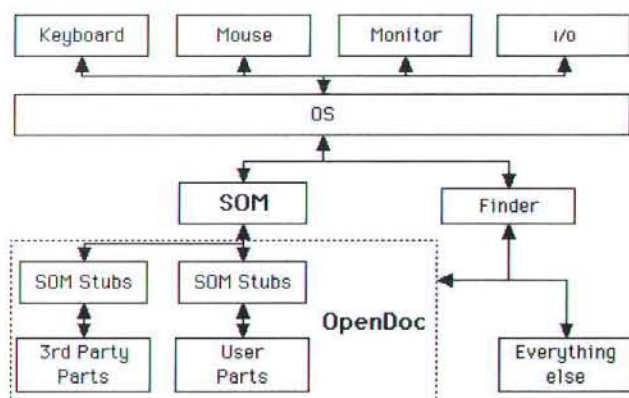 Keyboard
Mouse
Monitor
I/O
OS
SOM
Finder
SOM Stubs
SOM Stubs
OpenDoc
3rd Party
Parts
User
Parts
Everything
else